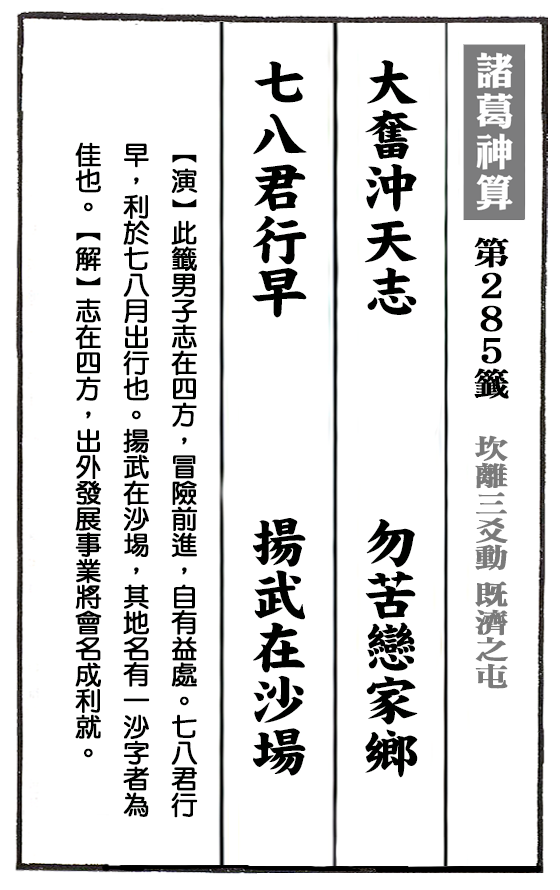 諸葛神算 第285籤 坎離三爻動 既濟之屯
大奮沖天志 勿苦戀家鄉
七八君行早 揚武在沙場
【演】此籤男子志在四方，冒險前進，自有益處。七八君行
早，利於七八月出行也。揚武在沙場，其地名有一沙字者為
佳也。【解】志在四方，出外發展事業將會名成利就。